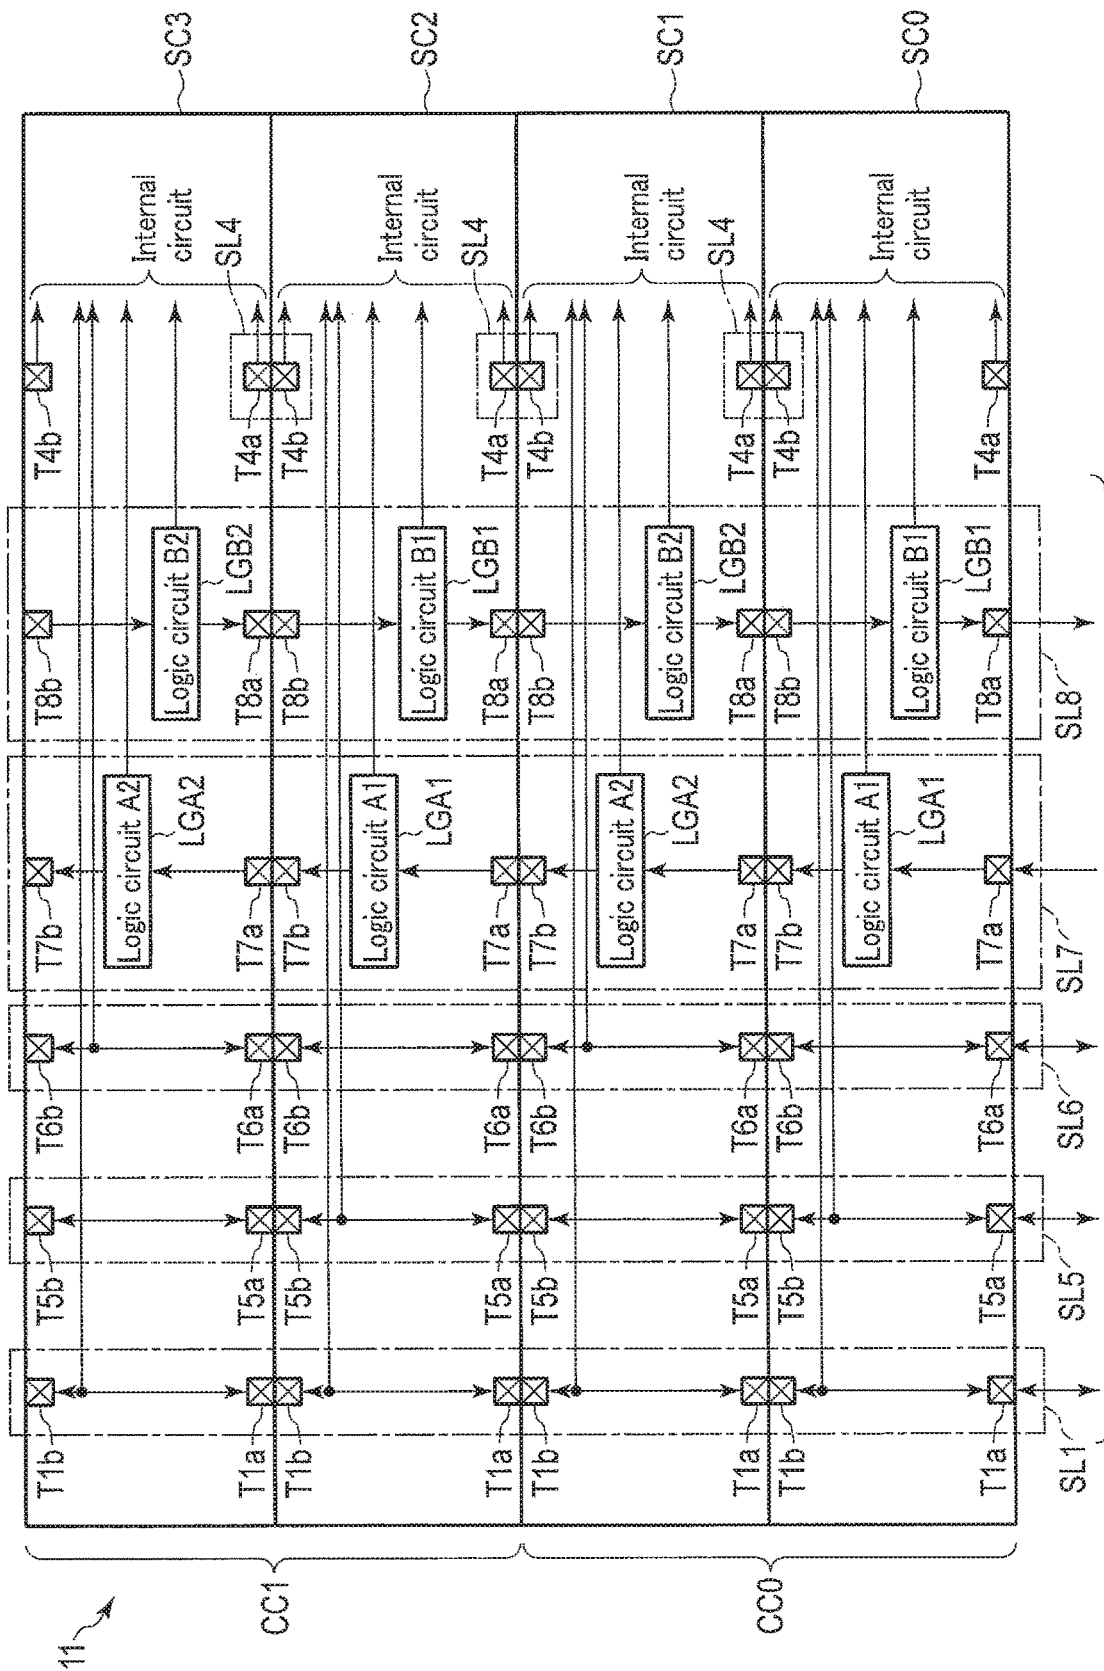 11
T1b
T5b
T6b
T7b
T8b
T4b
Logic circuit A2
LGA2
Logic circuit B2
LGB2
Internal
circuit
SC3
SL4
T1a
T5a
T6a
T7a
T8a
T4a
CC1
T1b
T5b
T6b
T7b
T8b
T4b
Logic circuit A1
LGA1
Logic circuit B1
LGB1
Internal
circuit
SC2
SL4
T1a
T5a
T6a
T7a
T8a
T4a
T1b
T5b
T6b
T7b
T8b
T4b
Logic circuit A2
LGA2
Logic circuit B2
LGB2
Internal
circuit
SC1
SL4
T1a
T5a
T6a
T7a
T8a
T4a
CC0
T1b
T5b
T6b
T7b
T8b
T4b
Logic circuit A1
LGA1
Logic circuit B1
LGB1
Internal
circuit
SC0
T1a
T5a
T6a
T7a
T8a
T4a
SL1
SL5
SL6
SL7
SL8